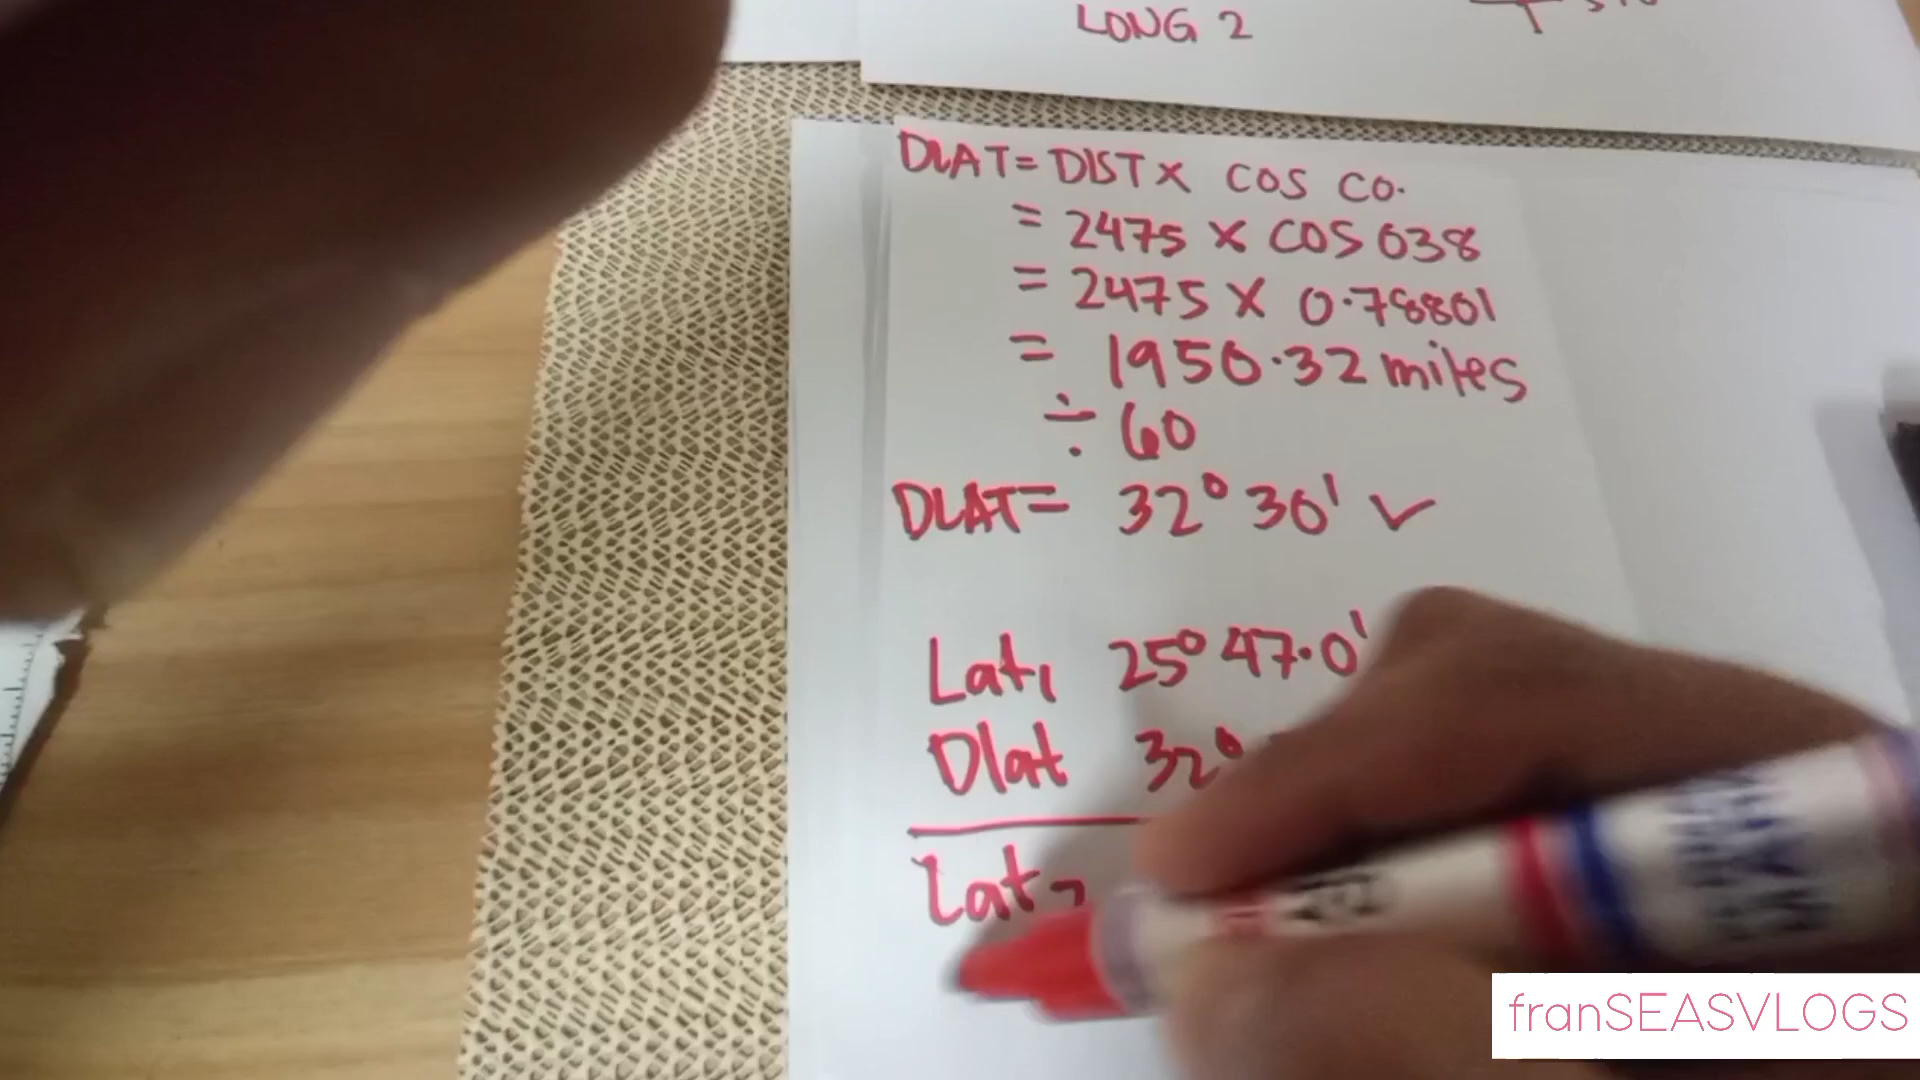 LONG 2
DLAT = DIST X COS CO.
= 2475 X COS 038
= 2475 X 0.78801
= 1950.32 miles
÷ 60
DLAT = 32° 30' ✓
Lat1 25° 47.0'
Dlat 32°
Lat2
franSEASVLOGS